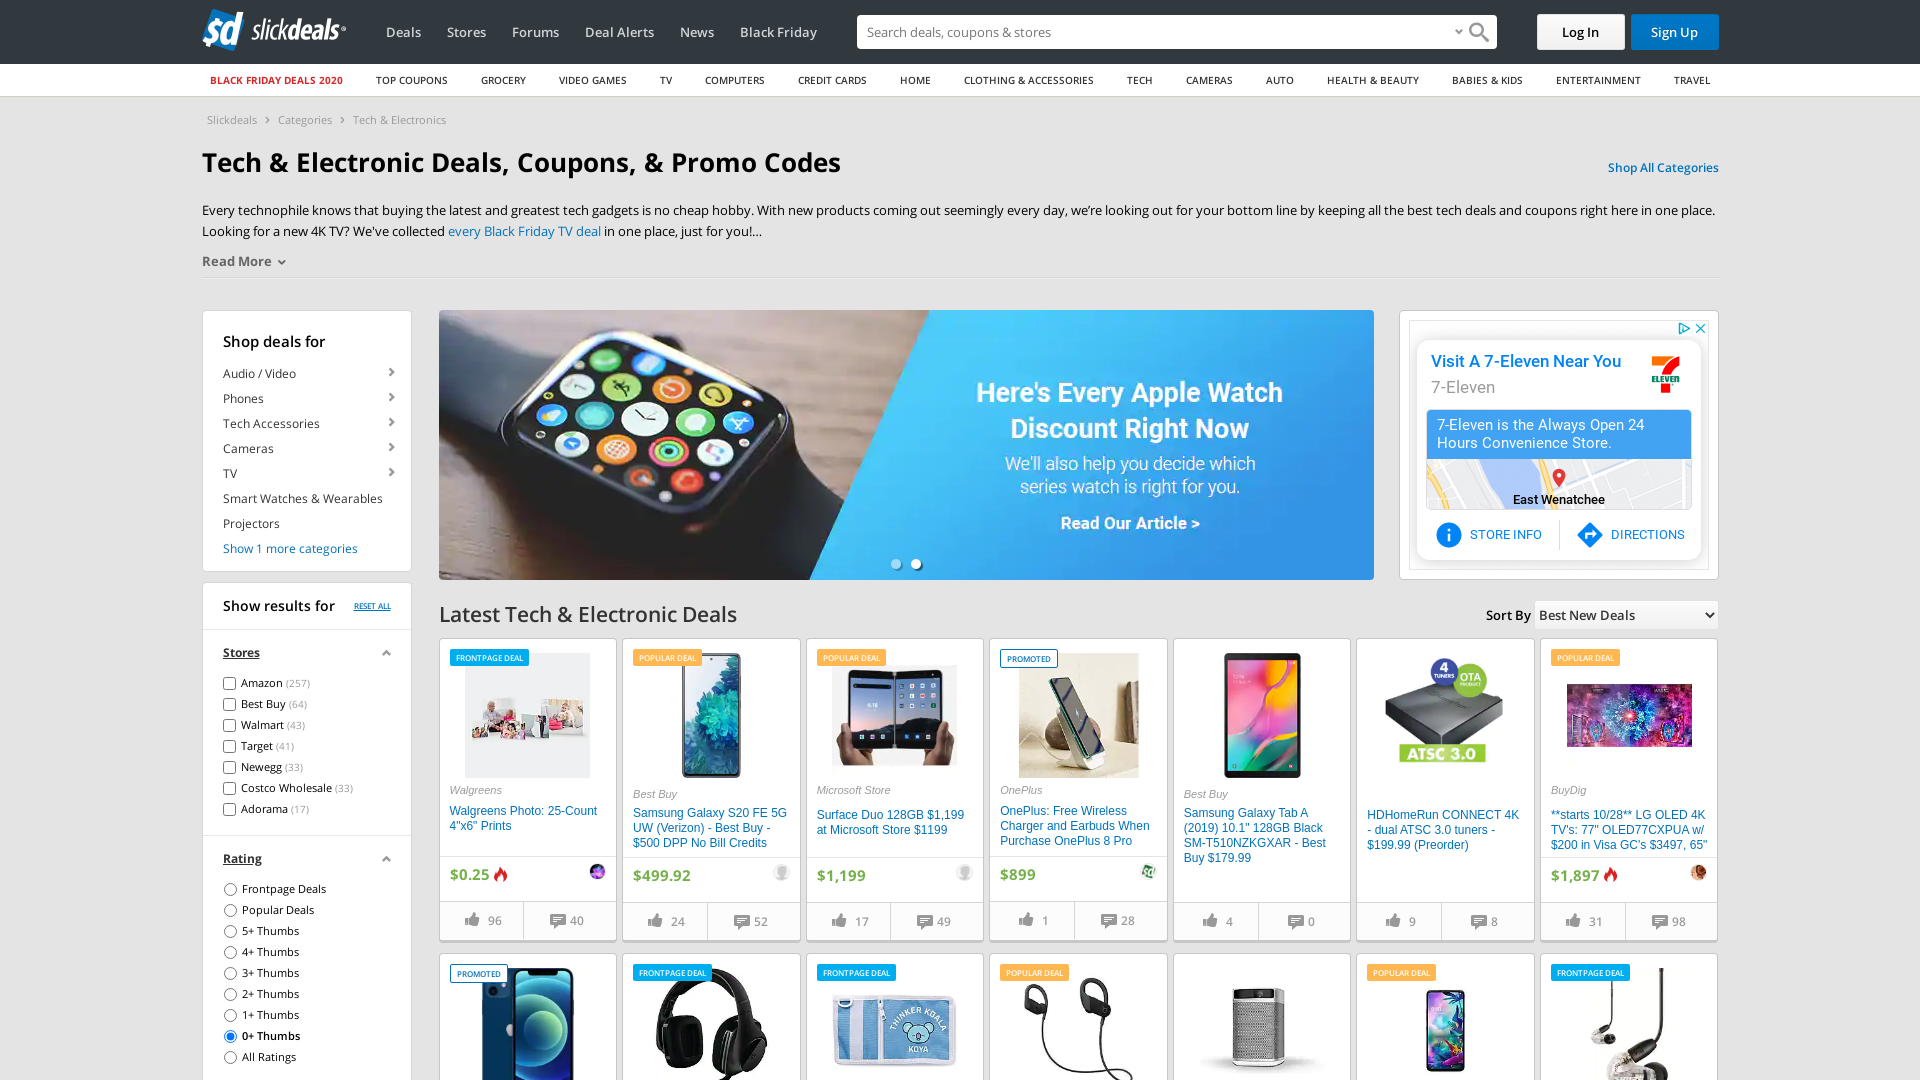 slickdeals
Deals
Stores
Forums
Deal Alerts
News
Black Friday
Search deals, coupons & stores
Log In
Sign Up
BLACK FRIDAY DEALS 2020
TOP COUPONS
GROCERY
VIDEO GAMES
TV
COMPUTERS
CREDIT CARDS
HOME
CLOTHING & ACCESSORIES
TECH
CAMERAS
AUTO
HEALTH & BEAUTY
BABIES & KIDS
ENTERTAINMENT
TRAVEL
Slickdeals > Categories > Tech & Electronics
Tech & Electronic Deals, Coupons, & Promo Codes
Shop All Categories
Every technophile knows that buying the latest and greatest tech gadgets is no cheap hobby. With new products coming out seemingly every day, we’re looking out for your bottom line by keeping all the best tech deals and coupons right here in one place.
Looking for a new 4K TV? We've collected every Black Friday TV deal in one place, just for you!...
Read More
Shop deals for
Audio / Video
Phones
Tech Accessories
Cameras
TV
Smart Watches & Wearables
Projectors
Show 1 more categories
Show results for
RESET ALL
Stores
Amazon (257)
Best Buy (64)
Walmart (43)
Target (41)
Newegg (33)
Costco Wholesale (33)
Adorama (17)
Rating
Frontpage Deals
Popular Deals
5+ Thumbs
4+ Thumbs
3+ Thumbs
2+ Thumbs
1+ Thumbs
0+ Thumbs
All Ratings
Here's Every Apple Watch
Discount Right Now
We'll also help you decide which
series watch is right for you.
Read Our Article >
Visit A 7-Eleven Near You
7-Eleven
ELEVEN
7-Eleven is the Always Open 24
Hours Convenience Store.
East Wenatchee
STORE INFO
DIRECTIONS
Latest Tech & Electronic Deals
Sort By
Best New Deals
FRONTPAGE DEAL
Walgreens
Walgreens Photo: 25-Count
4"x6" Prints
$0.25
96
40
POPULAR DEAL
Best Buy
Samsung Galaxy S20 FE 5G
UW (Verizon) - Best Buy -
$500 DPP No Bill Credits
$499.92
24
52
POPULAR DEAL
Microsoft Store
Surface Duo 128GB $1,199
at Microsoft Store $1199
$1,199
17
49
PROMOTED
OnePlus
OnePlus: Free Wireless
Charger and Earbuds When
Purchase OnePlus 8 Pro
$899
1
28
Best Buy
Samsung Galaxy Tab A
(2019) 10.1" 128GB Black
SM-T510NZKGXAR - Best
Buy $179.99
4
0
4
TUNERS
OTA
PRODUCT
ATSC 3.0
HDHomeRun CONNECT 4K
- dual ATSC 3.0 tuners -
$199.99 (Preorder)
9
8
POPULAR DEAL
BuyDig
**starts 10/28** LG OLED 4K
TV's: 77" OLED77CXPUA w/
$200 in Visa GC's $3497, 65"
$1,897
31
98
PROMOTED
FRONTPAGE DEAL
FRONTPAGE DEAL
THINKER KOALA
KOYA
POPULAR DEAL
POPULAR DEAL
FRONTPAGE DEAL